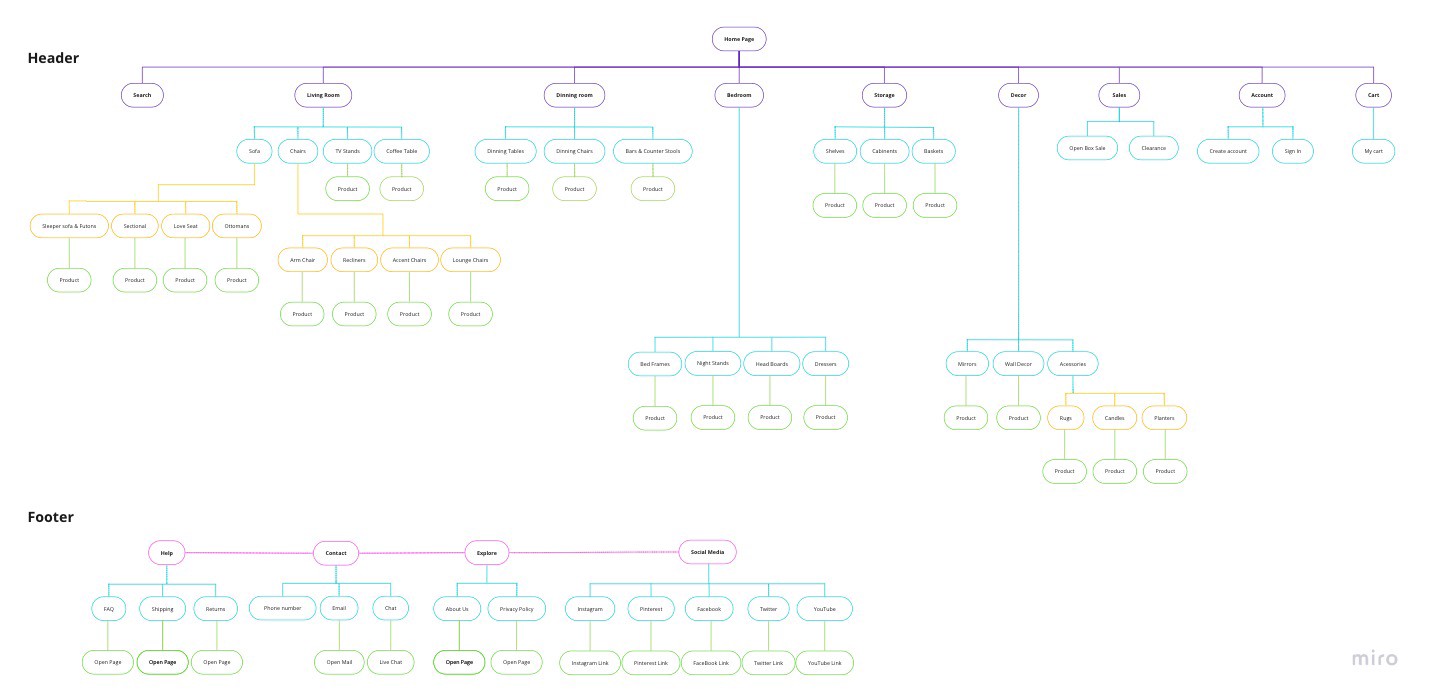 Home Page
Header
Search
Living Room
Dinning room
Bedroom
Storage
Decor
Sales
Account
Cart
Sofa
Chairs
TV Stands
Coffee Table
Dinning Tables
Dinning Chairs
Bars & Counter Stools
Shelves
Cabinents
Baskets
Open Box Sale
Clearance
Create account
Sign In
My cart
Product
Product
Product
Product
Product
Product
Product
Product
Sleeper sofa & Futons
Sectional
Love Seat
Ottomans
Arm Chair
Recliners
Accent Chairs
Lounge Chairs
Product
Product
Product
Product
Product
Product
Product
Product
Bed Frames
Night Stands
Head Boards
Dressers
Mirrors
Wall Decor
Acessories
Product
Product
Product
Product
Product
Product
Rugs
Candles
Planters
Product
Product
Product
Footer
Help
Contact
Explore
Social Media
FAQ
Shipping
Returns
Phone number
Email
Chat
About Us
Privacy Policy
Instagram
Pinterest
Facebook
Twitter
YouTube
Open Page
Open Page
Open Page
Open Mail
Live Chat
Open Page
Open Page
Instagram Link
Pinterest Link
FaceBook Link
Twitter Link
YouTube Link
miro